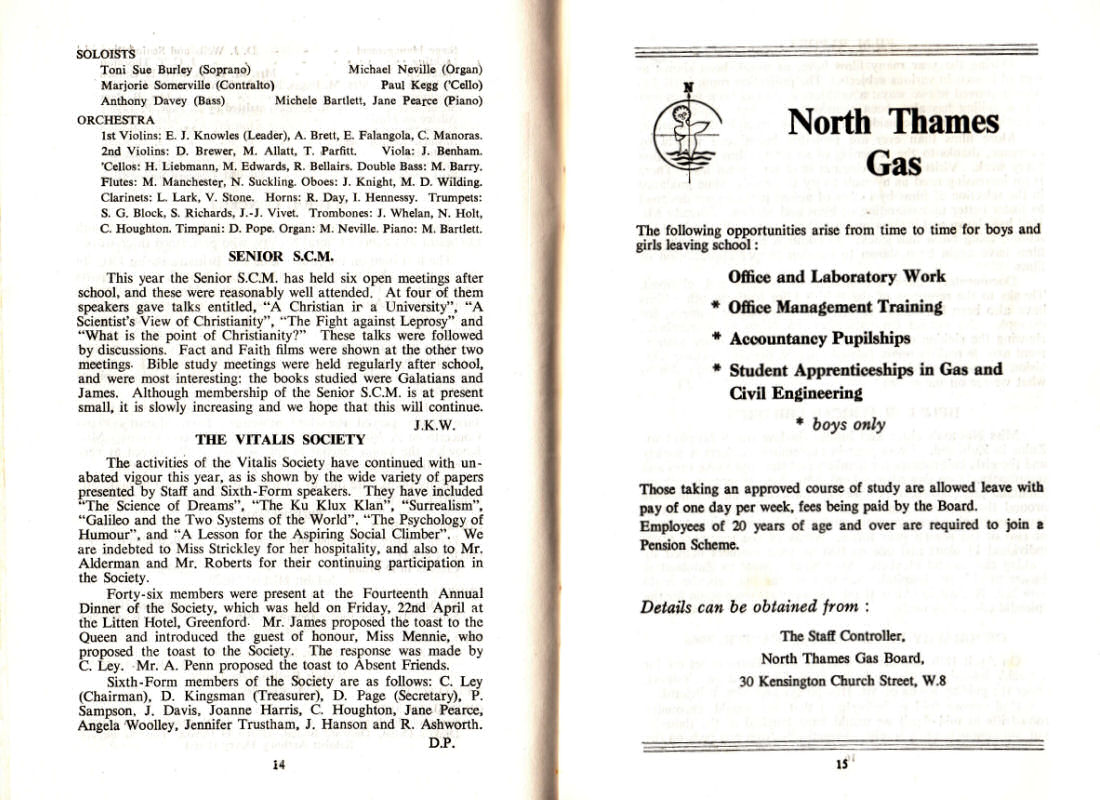 SOLOISTS
Toni Sue Burley (Soprano) Michael Neville (Organ)
Marjorie Somerville (Contralto) Paul Kegg ('Cello)
Anthony Davey (Bass) Michele Bartlett, Jane Pearce (Piano)
ORCHESTRA
1st Violins: E. J. Knowles (Leader), A. Brett, E. Falangola, C. Manoras.
2nd Violins: D. Brewer, M. Allatt, T. Parfitt. Viola: J. Benham.
'Cellos: H. Liebmann, M. Edwards, R. Bellairs. Double Bass: M. Barry.
Flutes: M. Manchester, N. Suckling. Oboes: J. Knight, M. D. Wilding.
Clarinets: L. Lark, V. Stone. Horns: R. Day, I. Hennessy. Trumpets:
S. G. Block, S. Richards, J.-J. Vivet. Trombones: J. Whelan, N. Holt,
C. Houghton. Timpani: D. Pope. Organ: M. Neville. Piano: M. Bartlett.
SENIOR S.C.M.
This year the Senior S.C.M. has held six open meetings after
school, and these were reasonably well attended. At four of them
speakers gave talks entitled, "A Christian ir a University", "A
Scientist's View of Christianity", "The Fight against Leprosy" and
"What is the point of Christianity?" These talks were followed
by discussions. Fact and Faith films were shown at the other two
meetings. Bible study meetings were held regularly after school,
and were most interesting: the books studied were Galatians and
James. Although membership of the Senior S.C.M. is at present
small, it is slowly increasing and we hope that this will continue.
J.K.W.
THE VITALIS SOCIETY
The activities of the Vitalis Society have continued with un-
abated vigour this year, as is shown by the wide variety of papers
presented by Staff and Sixth-Form speakers. They have included
"The Science of Dreams", "The Ku Klux Klan", "Surrealism",
"Galileo and the Two Systems of the World", "The Psychology of
Humour", and "A Lesson for the Aspiring Social Climber". We
are indebted to Miss Strickley for her hospitality, and also to Mr.
Alderman and Mr. Roberts for their continuing participation in
the Society.
Forty-six members were present at the Fourteenth Annual
Dinner of the Society, which was held on Friday, 22nd April at
the Litten Hotel, Greenford. Mr. James proposed the toast to the
Queen and introduced the guest of honour, Miss Mennie, who
proposed the toast to the Society. The response was made by
C. Ley. Mr. A. Penn proposed the toast to Absent Friends.
Sixth-Form members of the Society are as follows: C. Ley
(Chairman), D. Kingsman (Treasurer), D. Page (Secretary), P.
Sampson, J. Davis, Joanne Harris, C. Houghton, Jane Pearce,
Angela Woolley, Jennifer Trustham, J. Hanson and R. Ashworth.
D.P.
14
N
North Thames
Gas
The following opportunities arise from time to time for boys and
girls leaving school :
Office and Laboratory Work
* Office Management Training
* Accountancy Pupilships
* Student Apprenticeships in Gas and
Civil Engineering
* boys only
Those taking an approved course of study are allowed leave with
pay of one day per week, fees being paid by the Board.
Employees of 20 years of age and over are required to join a
Pension Scheme.
Details can be obtained from :
The Staff Controller,
North Thames Gas Board,
30 Kensington Church Street, W.8
15